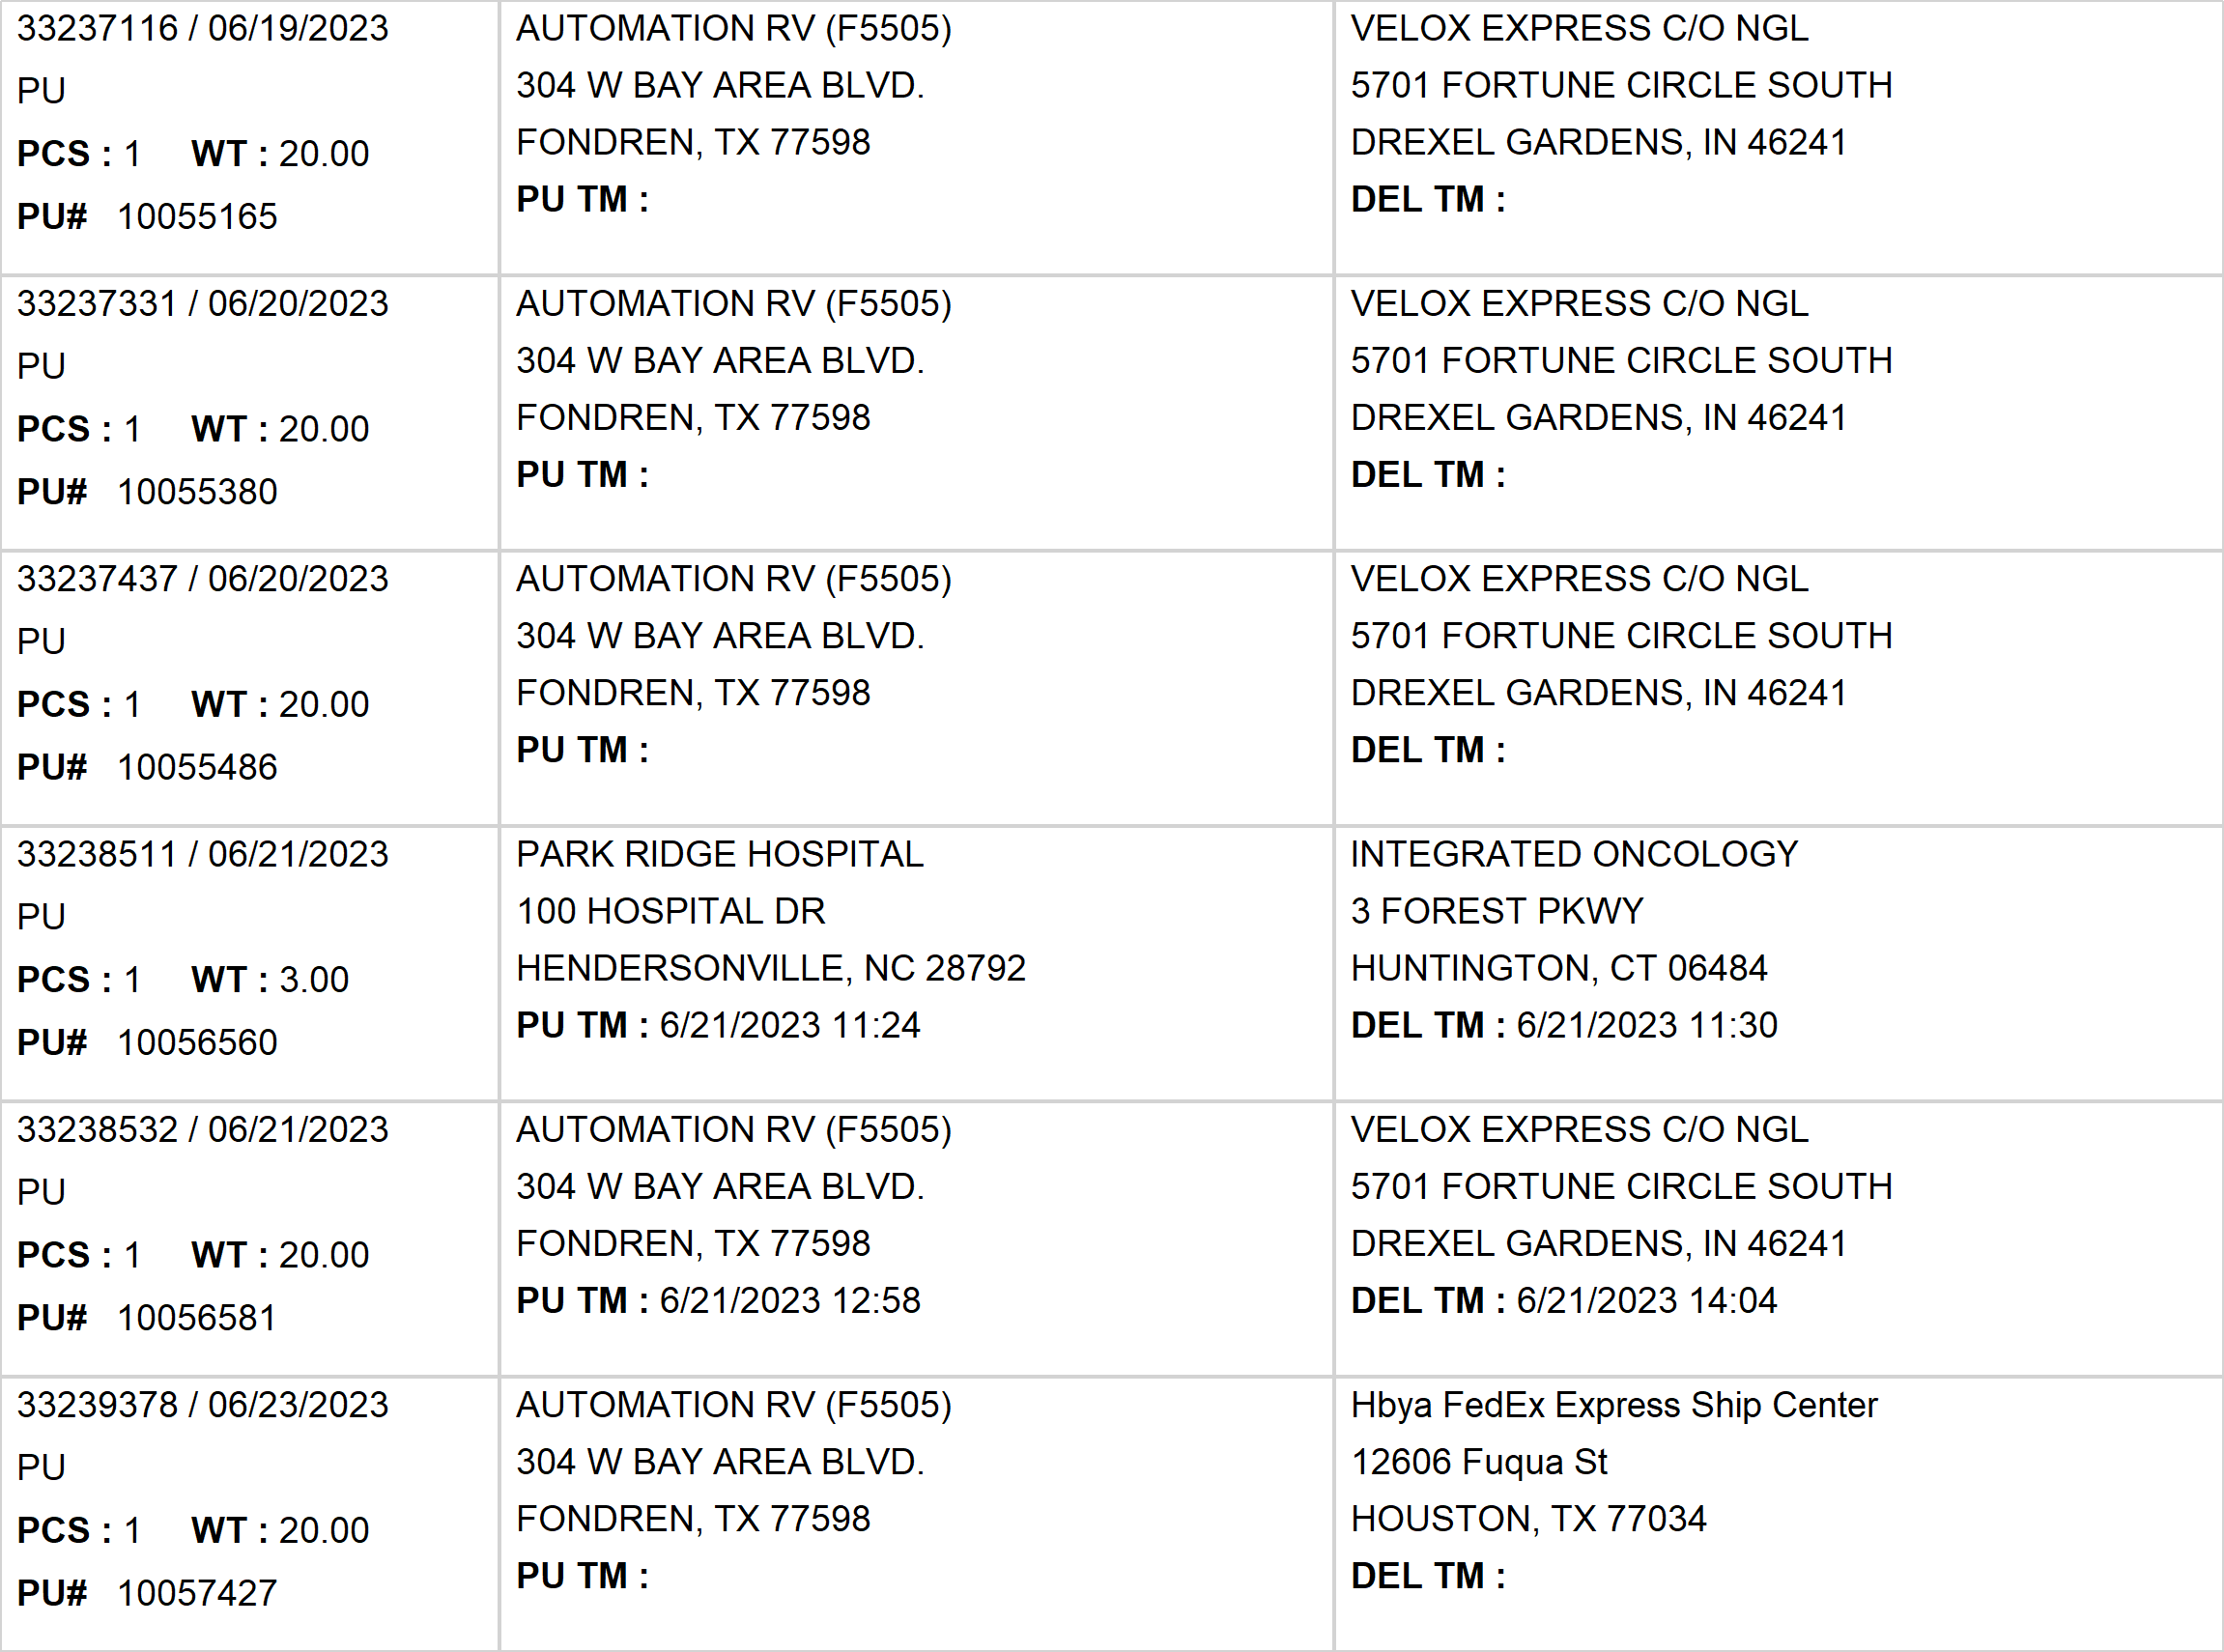 33237116 / 06/19/2023
PU
PCS : 1 WT : 20.00
PU# 10055165
AUTOMATION RV (F5505)
304 W BAY AREA BLVD.
FONDREN, TX 77598
PU TM :
VELOX EXPRESS C/O NGL
5701 FORTUNE CIRCLE SOUTH
DREXEL GARDENS, IN 46241
DEL TM :
33237331 / 06/20/2023
PU
PCS : 1 WT : 20.00
PU# 10055380
AUTOMATION RV (F5505)
304 W BAY AREA BLVD.
FONDREN, TX 77598
PU TM :
VELOX EXPRESS C/O NGL
5701 FORTUNE CIRCLE SOUTH
DREXEL GARDENS, IN 46241
DEL TM :
33237437 / 06/20/2023
PU
PCS : 1 WT : 20.00
PU# 10055486
AUTOMATION RV (F5505)
304 W BAY AREA BLVD.
FONDREN, TX 77598
PU TM :
VELOX EXPRESS C/O NGL
5701 FORTUNE CIRCLE SOUTH
DREXEL GARDENS, IN 46241
DEL TM :
33238511 / 06/21/2023
PU
PCS : 1 WT : 3.00
PU# 10056560
PARK RIDGE HOSPITAL
100 HOSPITAL DR
HENDERSONVILLE, NC 28792
PU TM : 6/21/2023 11:24
INTEGRATED ONCOLOGY
3 FOREST PKWY
HUNTINGTON, CT 06484
DEL TM : 6/21/2023 11:30
33238532 / 06/21/2023
PU
PCS : 1 WT : 20.00
PU# 10056581
AUTOMATION RV (F5505)
304 W BAY AREA BLVD.
FONDREN, TX 77598
PU TM : 6/21/2023 12:58
VELOX EXPRESS C/O NGL
5701 FORTUNE CIRCLE SOUTH
DREXEL GARDENS, IN 46241
DEL TM : 6/21/2023 14:04
33239378 / 06/23/2023
PU
PCS : 1 WT : 20.00
PU# 10057427
AUTOMATION RV (F5505)
304 W BAY AREA BLVD.
FONDREN, TX 77598
PU TM :
Hbya FedEx Express Ship Center
12606 Fuqua St
HOUSTON, TX 77034
DEL TM :